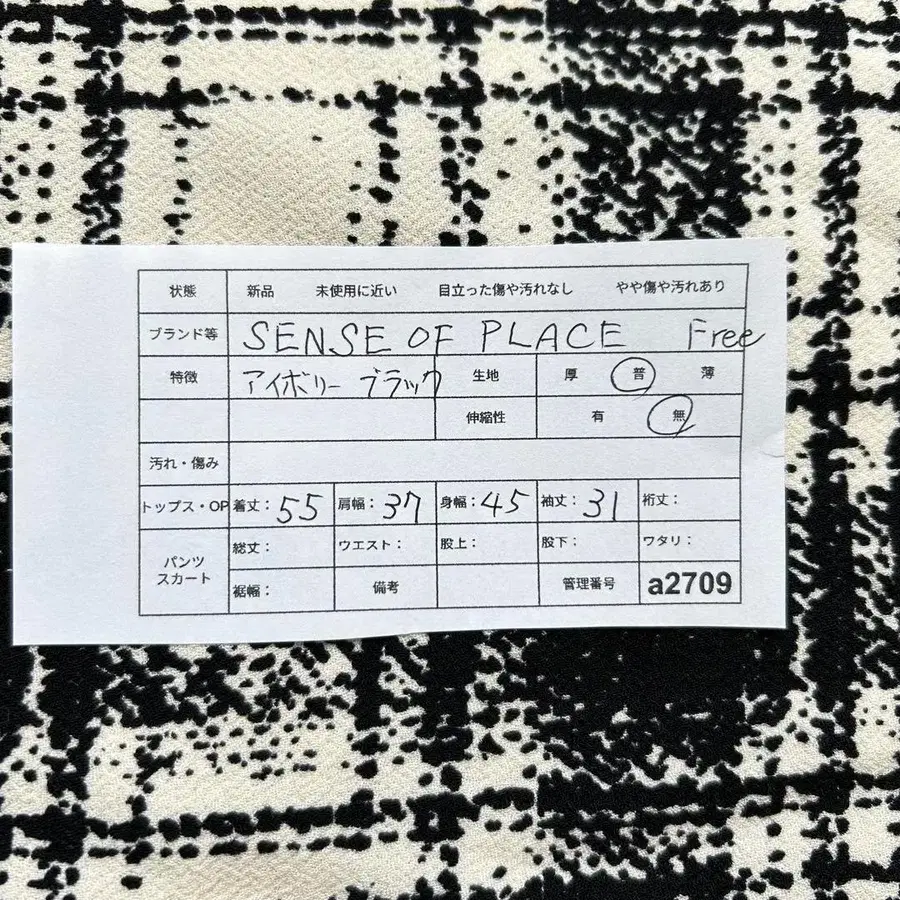 状態 新品 未使用に近い 目立った傷や汚れなし やや傷や汚れあり
ブランド等 SENSE OF PLACE Free
特徴 アイボリー ブラック 生地 厚 普 薄
伸縮性 有 無
汚れ・傷み
トップス・OP 着丈：55 肩幅：37 身幅：45 袖丈：31 裄丈：
パンツ スカート 総丈： ウエスト： 股上： 股下： ワタリ：
裾幅： 備考 管理番号 a2709